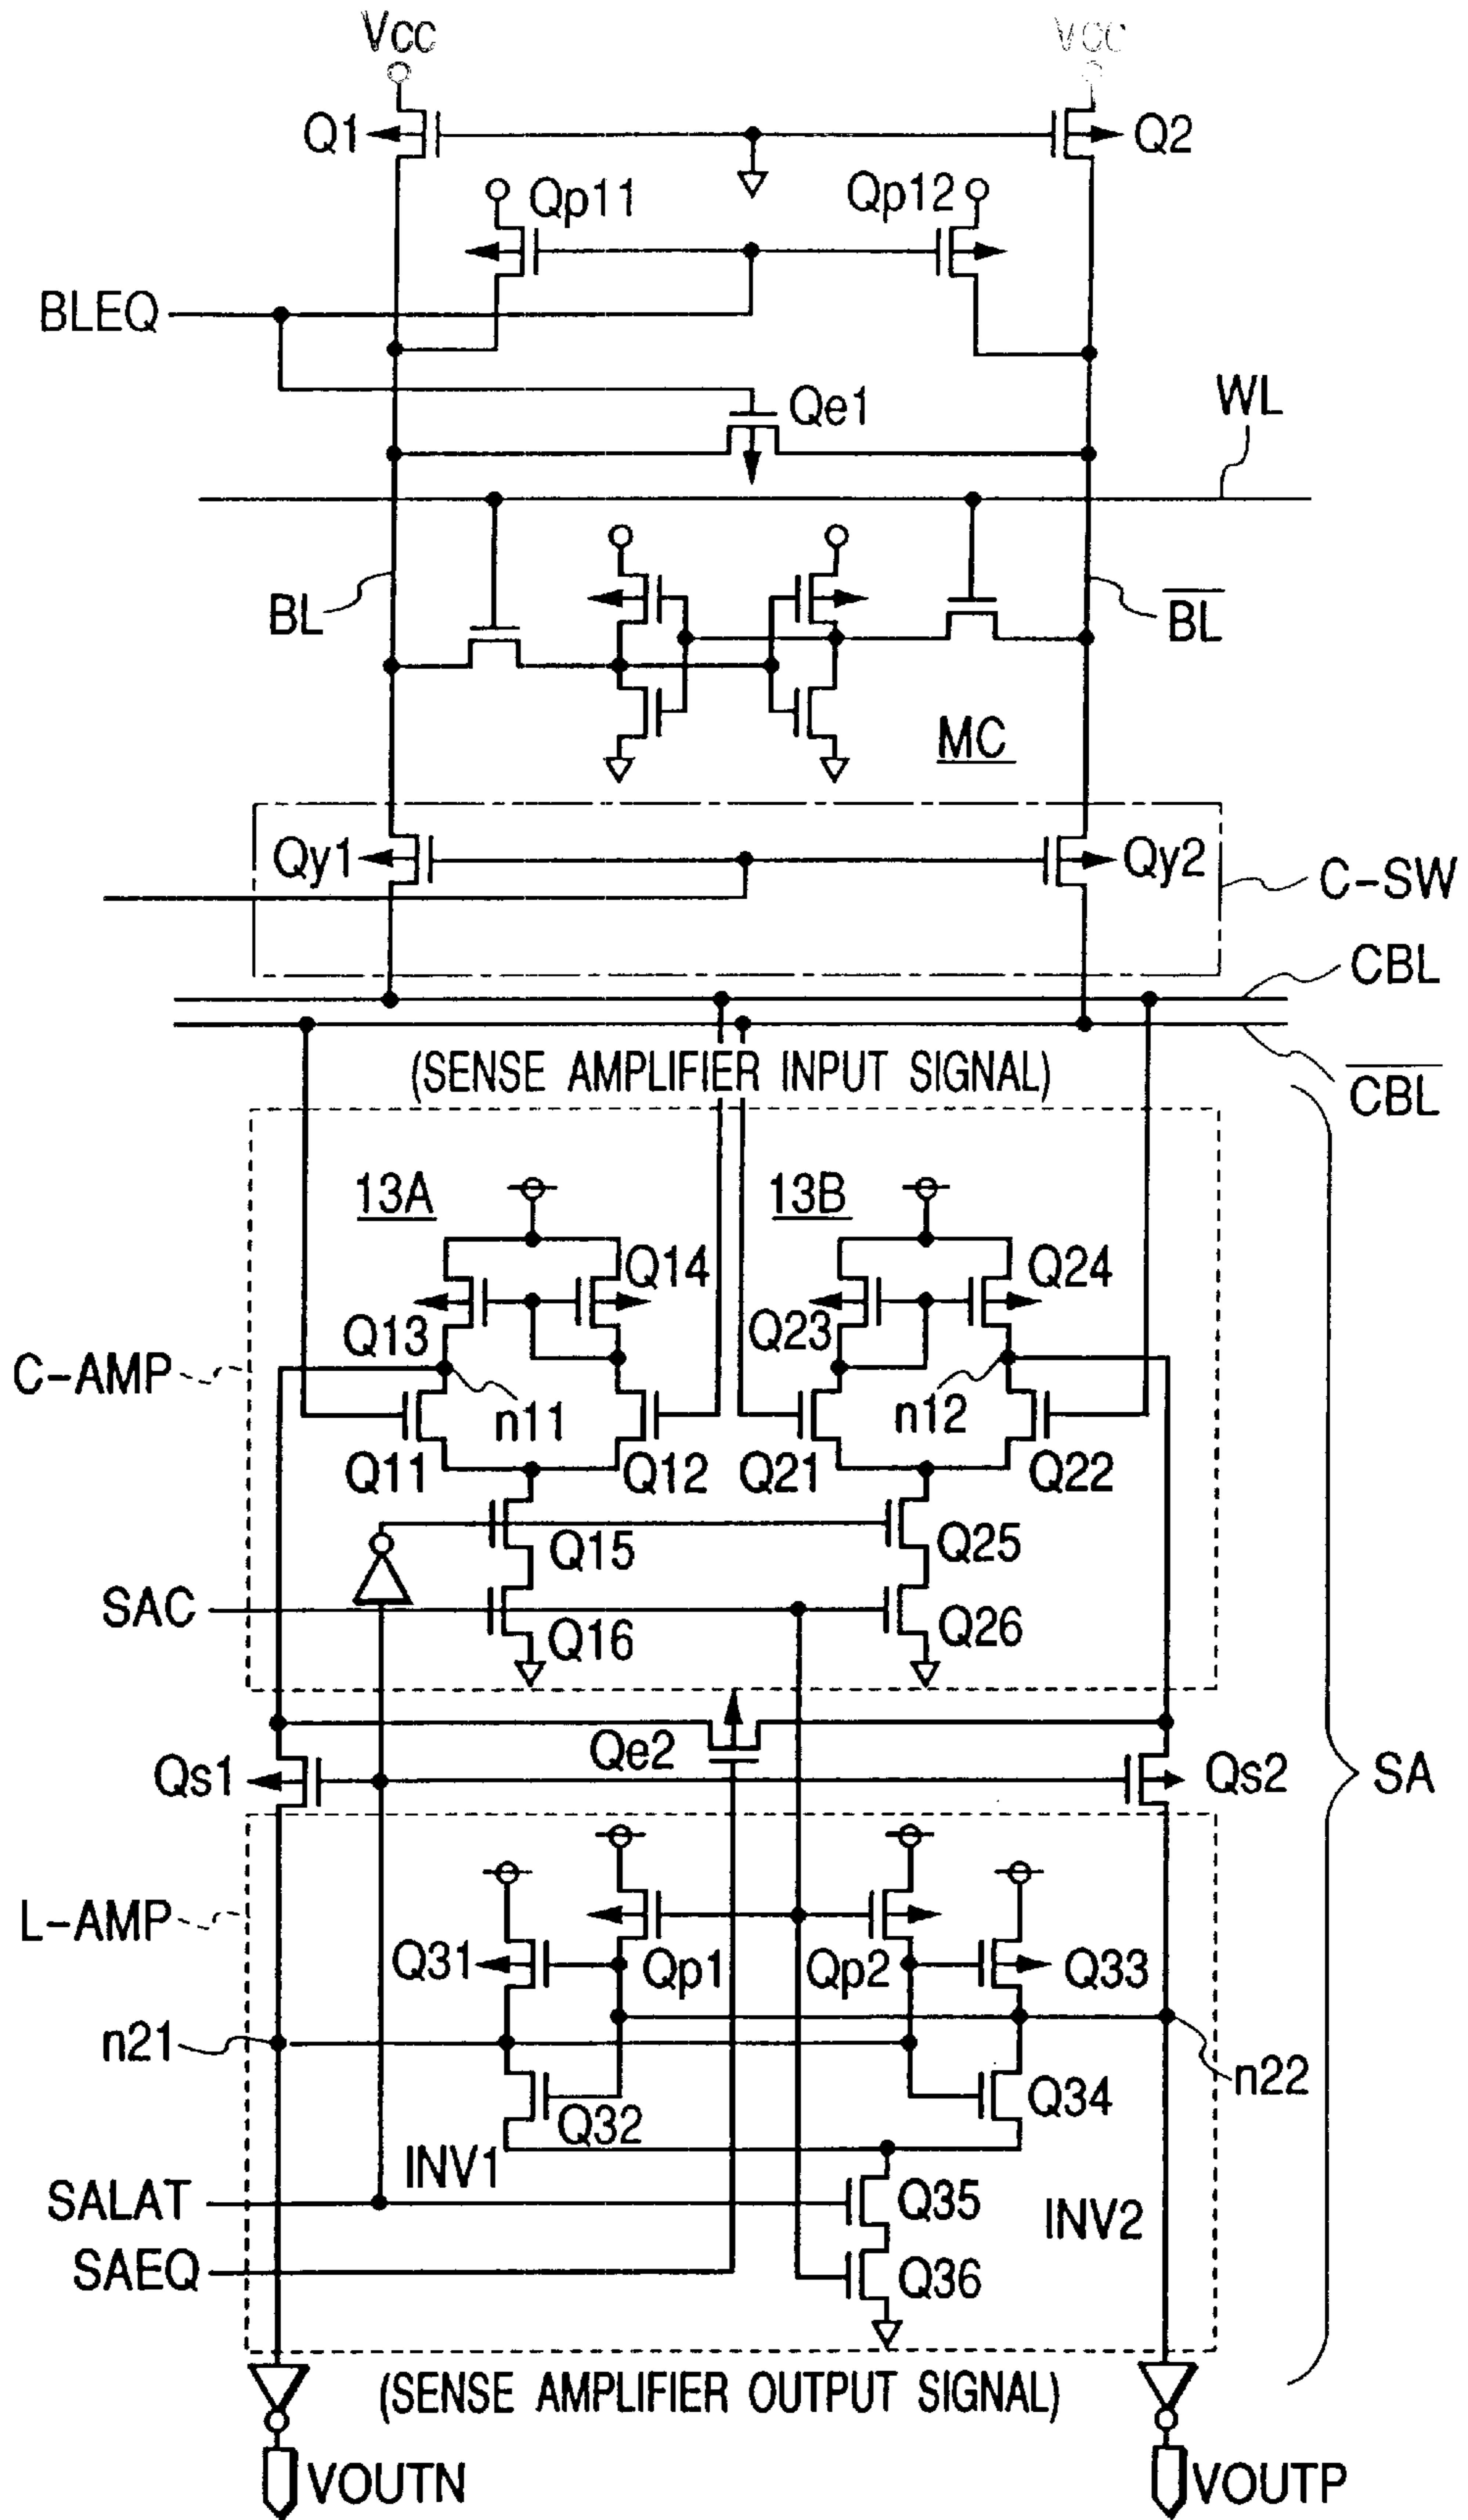 Vcc
Vcc
Q1
Q2
Qp11
Qp12
BLEQ
Qe1
WL
BL
BL
MC
Qy1
Qy2
C-SW
CBL
(SENSE AMPLIFIER INPUT SIGNAL)
CBL
13A
13B
Q14
Q24
Q13
Q23
C-AMP
n11
n12
Q11
Q12
Q21
Q22
Q15
Q25
SAC
Q16
Q26
Qe2
Qs1
Qs2
SA
L-AMP
Q31
Qp1
Qp2
Q33
n21
n22
Q32
Q34
INV1
SALAT
Q35
INV2
SAEQ
Q36
(SENSE AMPLIFIER OUTPUT SIGNAL)
VOUTN
VOUTP